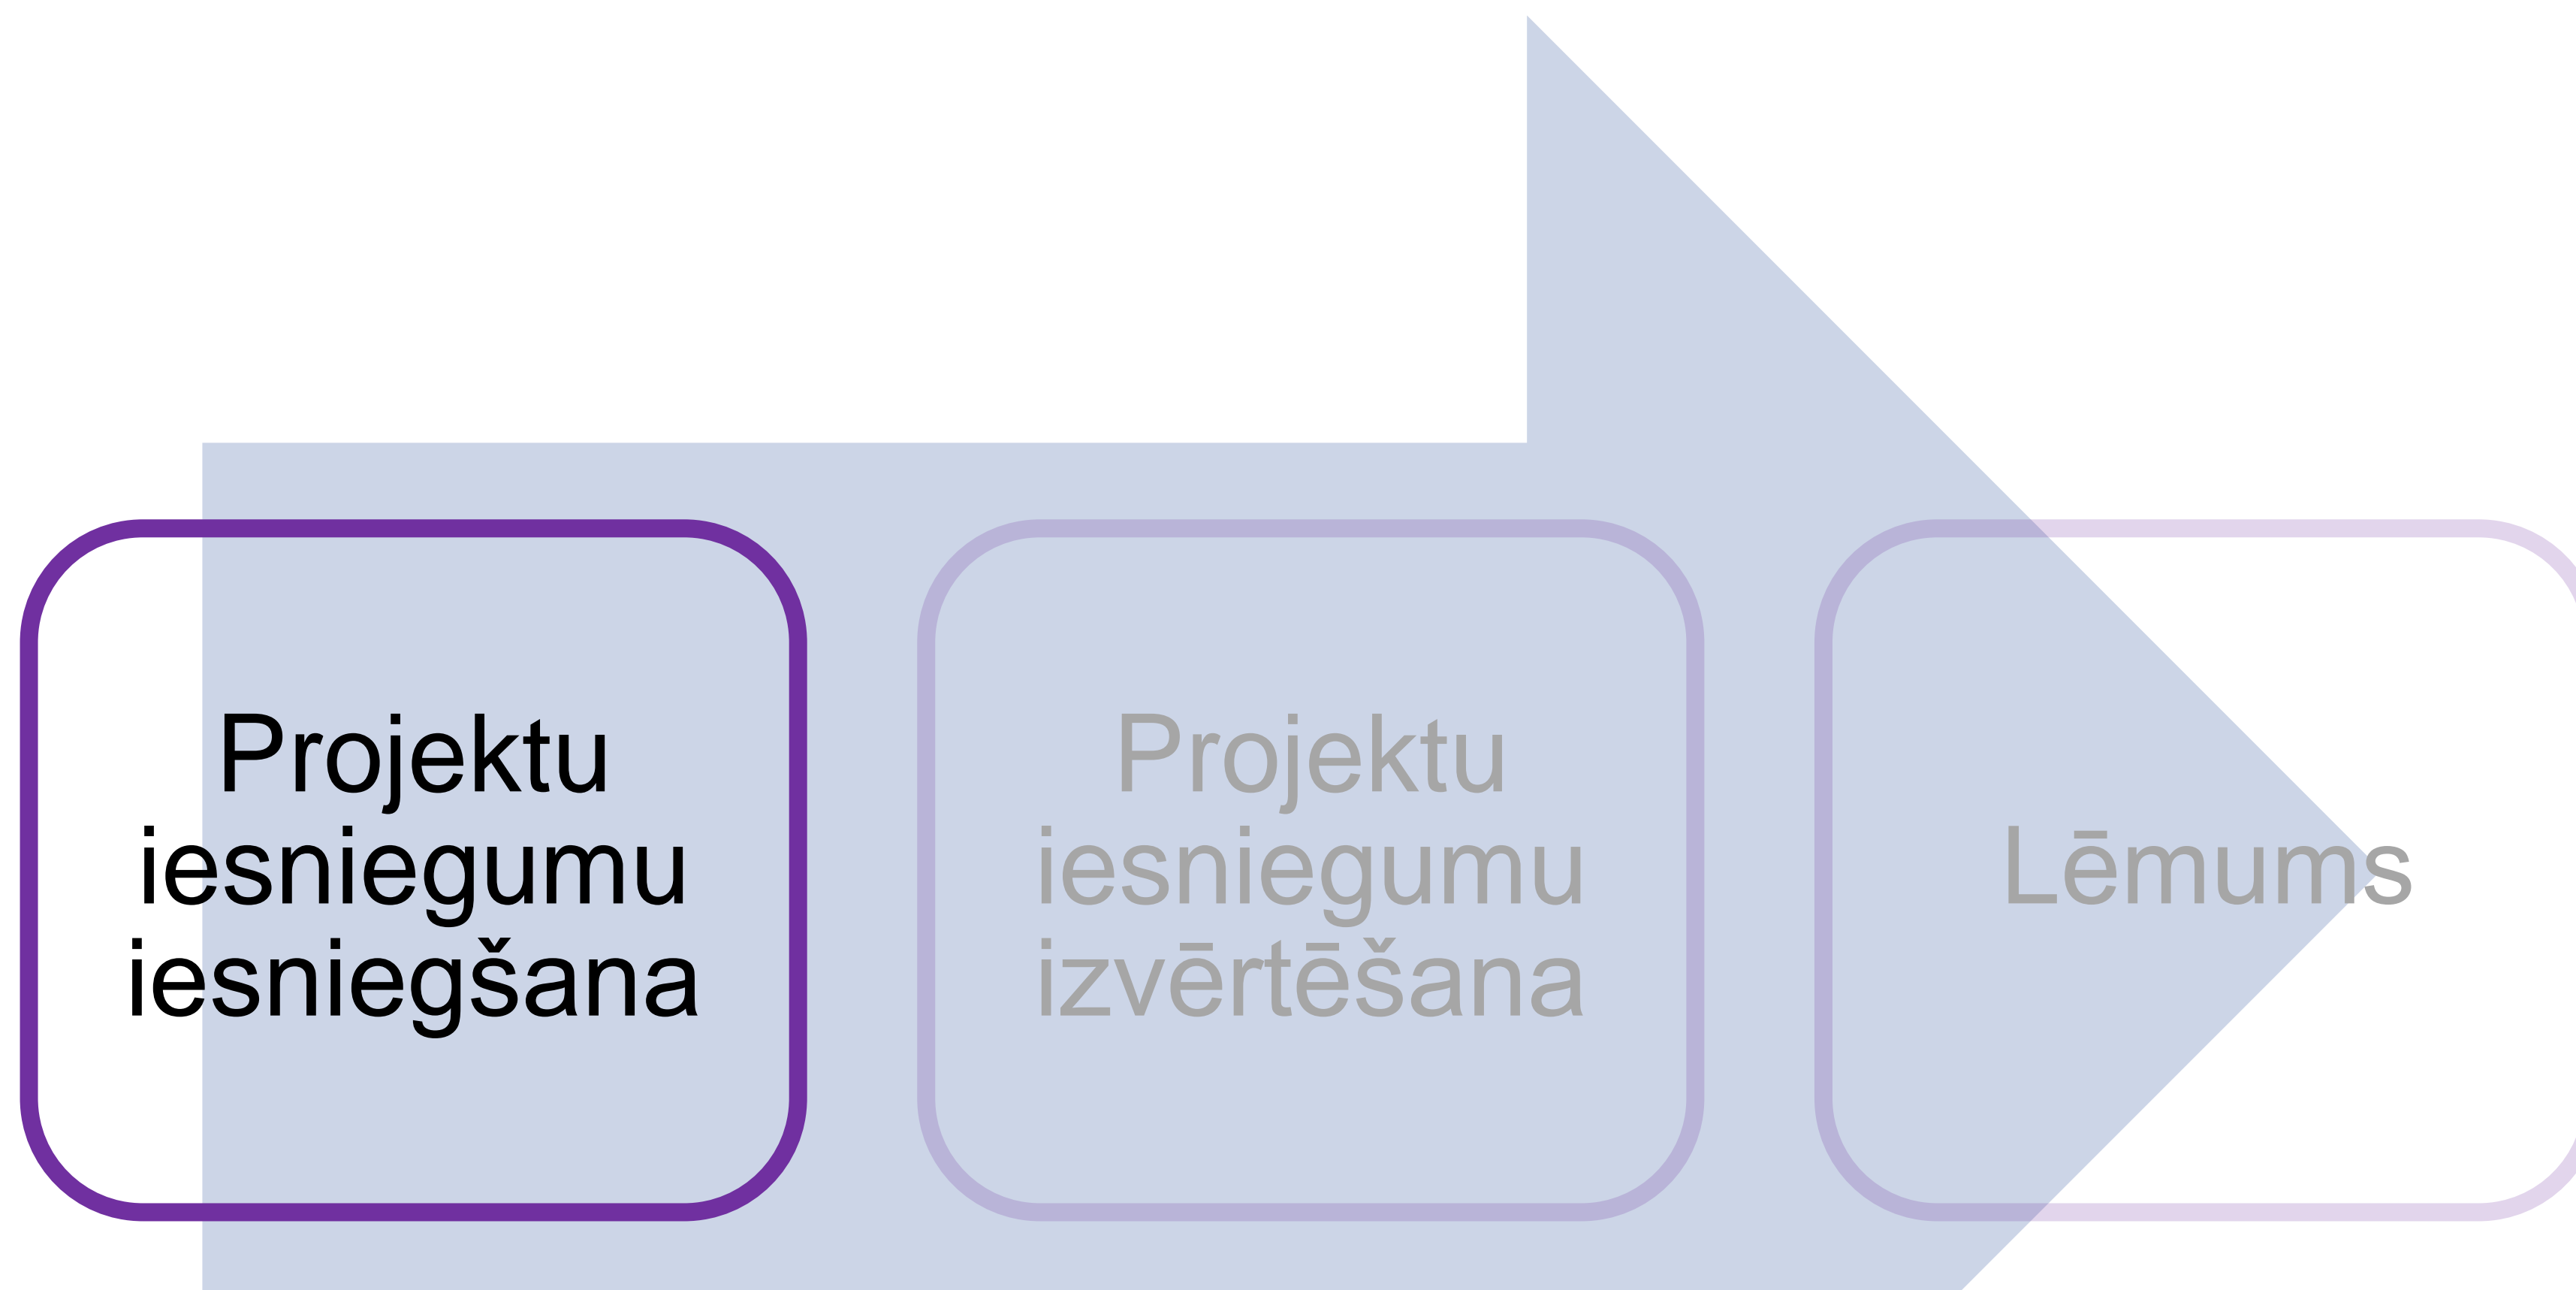 Projektu
iesniegumu
iesniegšana
Projektu
iesniegumu
izvērtēšana
Lēmums